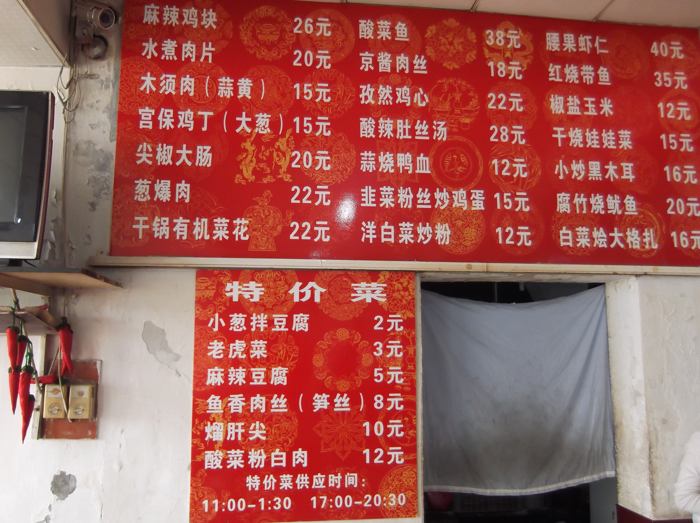 麻辣鸡块 26元
水煮肉片 20元
木须肉（蒜黄） 15元
宫保鸡丁（大葱） 15元
尖椒大肠 20元
葱爆肉 22元
干锅有机菜花 22元
酸菜鱼 38元
京酱肉丝 18元
孜然鸡心 22元
酸辣肚丝汤 28元
蒜烧鸭血 12元
韭菜粉丝炒鸡蛋 15元
洋白菜炒粉 12元
腰果虾仁 40元
红烧带鱼 35元
椒盐玉米 12元
干烧娃娃菜 15元
小炒黑木耳 16元
腐竹烧鱿鱼 20元
白菜烩大格扎 16元
特价菜
小葱拌豆腐 2元
老虎菜 3元
麻辣豆腐 5元
鱼香肉丝（笋丝） 8元
熘肝尖 10元
酸菜粉白肉 12元
特价菜供应时间：
11:00-1:30 17:00-20:30